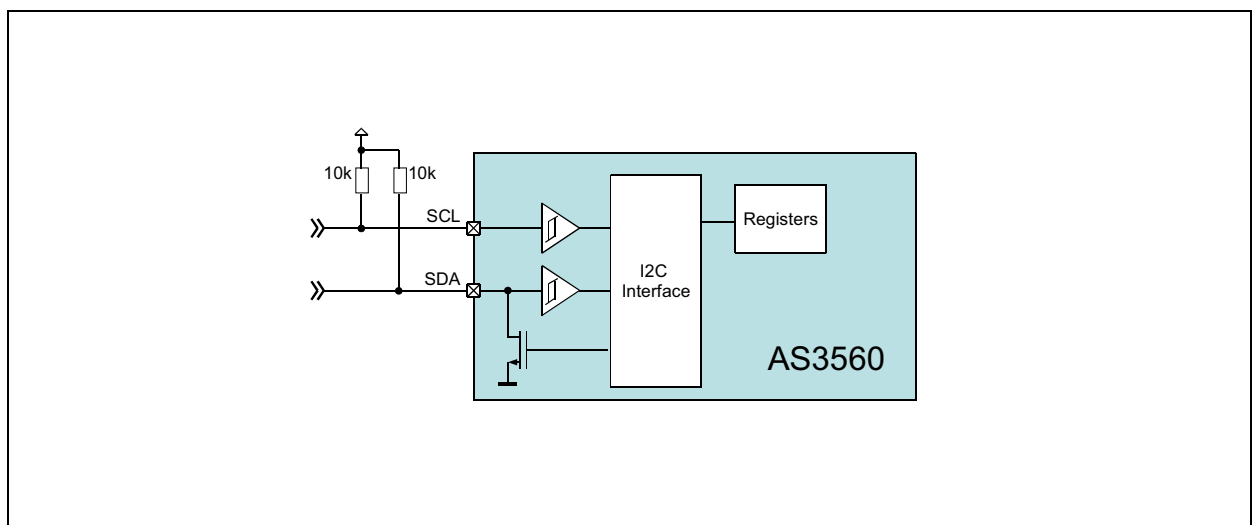 10k
10k
SCL
SDA
I2C
Interface
Registers
AS3560